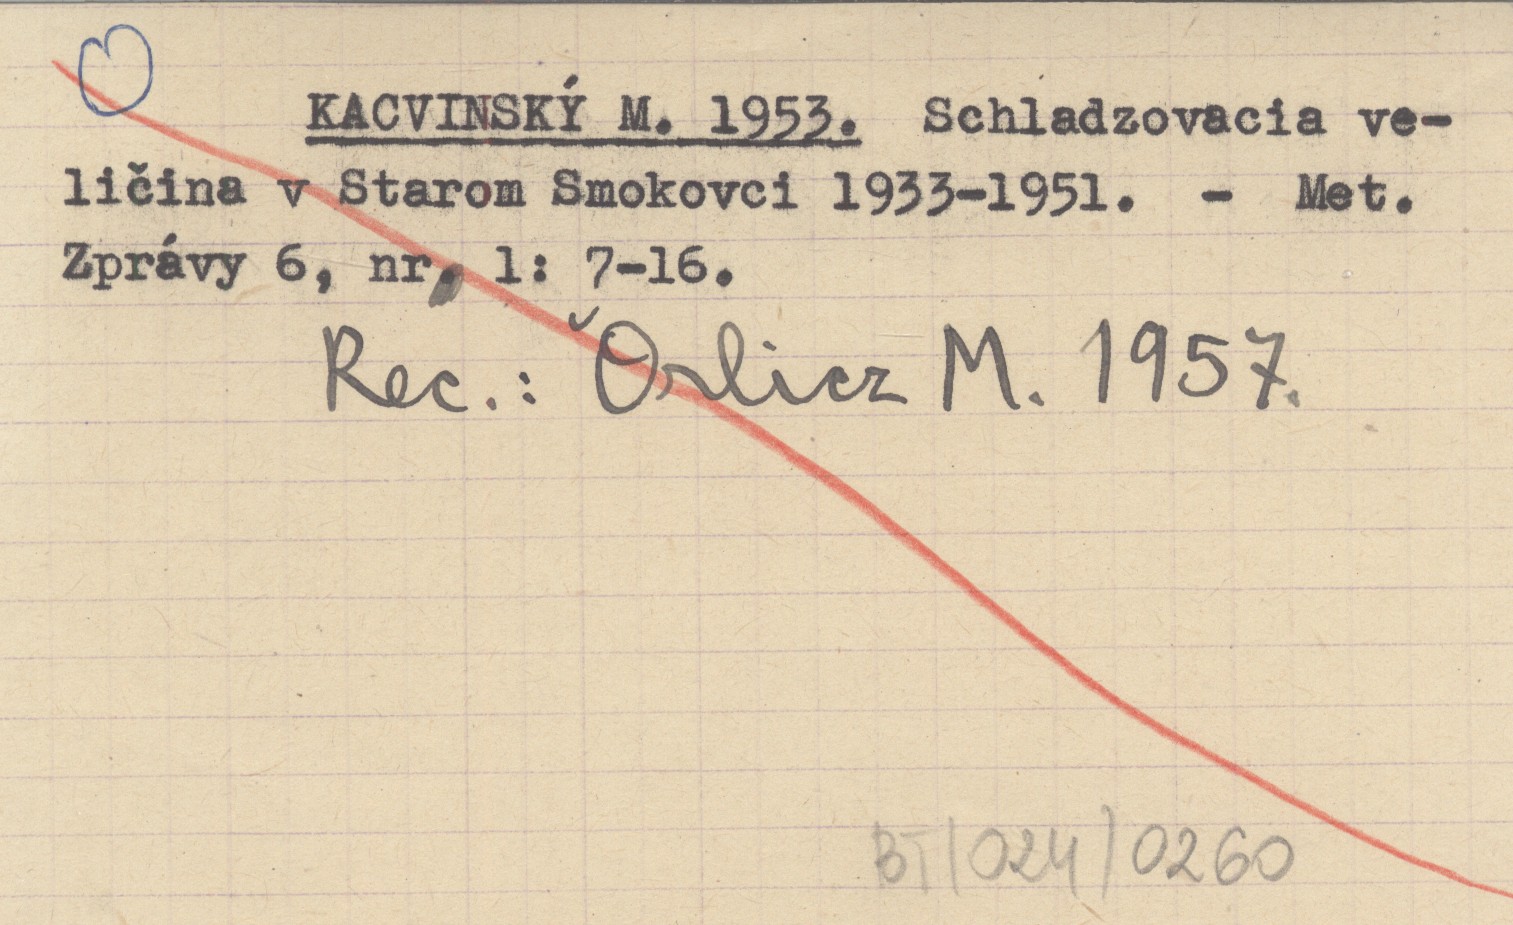 KACVINSKÝ M. 1953. Schladzovacia ve-
ličina v Starom Smokovci 1933-1951. - Met.
Zprávy 6, nr. 1: 7-16.
Rec.: Orlicz M. 1957.
BT/024/0260